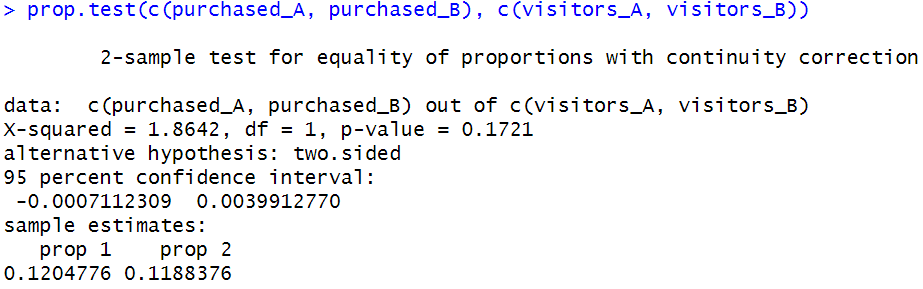 > prop.test(c(purchased_A, purchased_B), c(visitors_A, visitors_B))
2-sample test for equality of proportions with continuity correction
data:  c(purchased_A, purchased_B) out of c(visitors_A, visitors_B)
X-squared = 1.8642, df = 1, p-value = 0.1721
alternative hypothesis: two.sided
95 percent confidence interval:
 -0.0007112309  0.0039912770
sample estimates:
   prop 1    prop 2
0.1204776 0.1188376